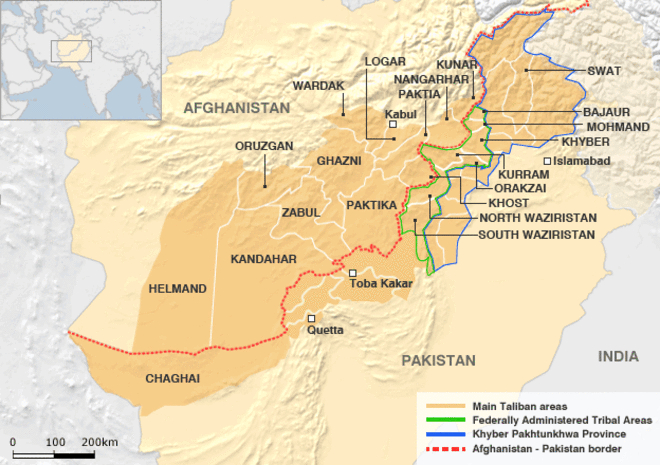 SWAT
LOGAR
KUNAR
NANGARHAR
WARDAK
PAKTIA
AFGHANISTAN
Kabul
BAJAUR
MOHMAND
KHYBER
ORUZGAN
GHAZNI
Islamabad
KURRAM
ORAKZAI
KHOST
ZABUL
PAKTIKA
NORTH WAZIRISTAN
SOUTH WAZIRISTAN
KANDAHAR
HELMAND
Toba Kakar
Quetta
PAKISTAN
INDIA
CHAGHAI
Main Taliban areas
Federally Administered Tribal Areas
Khyber Pakhtunkhwa Province
Afghanistan - Pakistan border
0 100 200km